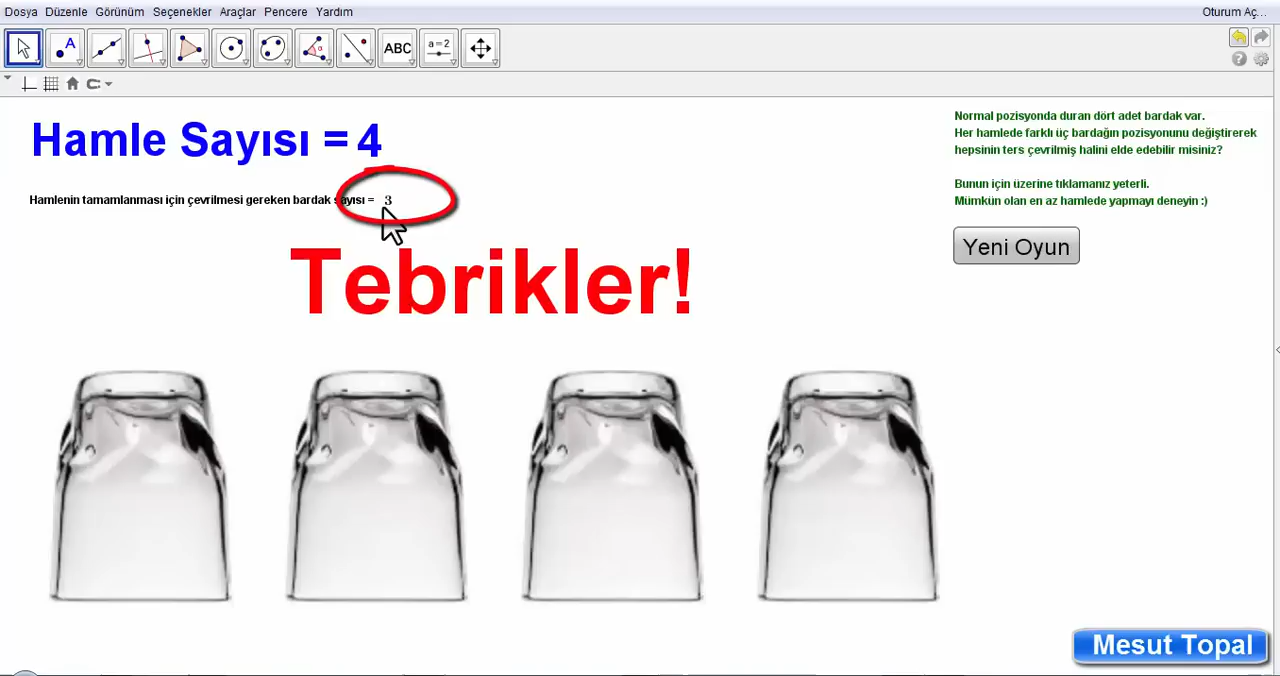 Dosya Düzenle Görünüm Seçenekler Araçlar Pencere Yardım
Oturum Aç...
A
ABC
a=2
Hamle Sayısı = 4
Hamlenin tamamlanması için çevrilmesi gereken bardak sayısı = 3
Tebrikler!
Normal pozisyonda duran dört adet bardak var.
Her hamlede farklı üç bardağın pozisyonunu değiştirerek
hepsinin ters çevrilmiş halini elde edebilir misiniz?
Bunun için üzerine tıklamanız yeterli.
Mümkün olan en az hamlede yapmayı deneyin :)
Yeni Oyun
Mesut Topal